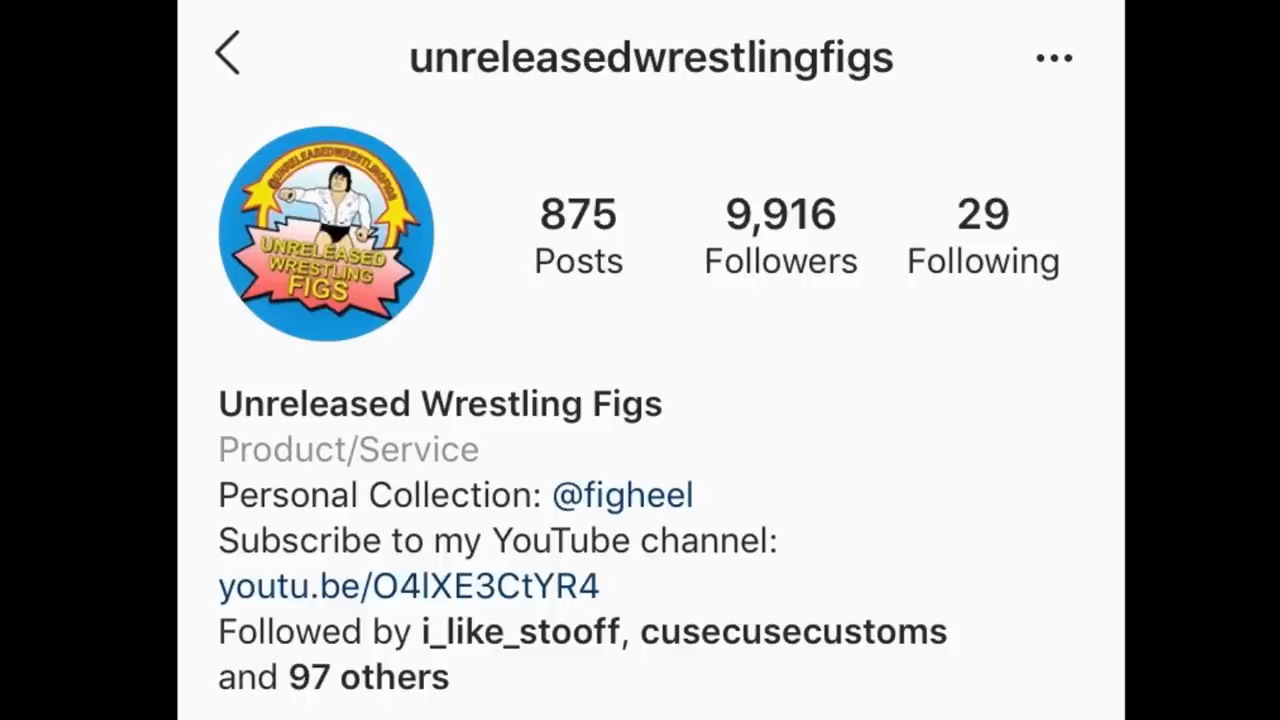 unreleasedwrestlingfigs
@UNRELEASEDWRESTLINGFIGS
UNRELEASED
WRESTLING
FIGS
875 9,916 29
Posts Followers Following
Unreleased Wrestling Figs
Product/Service
Personal Collection: @figheel
Subscribe to my YouTube channel:
youtu.be/O4lXE3CtYR4
Followed by i_like_stooff, cusecusecustoms
and 97 others